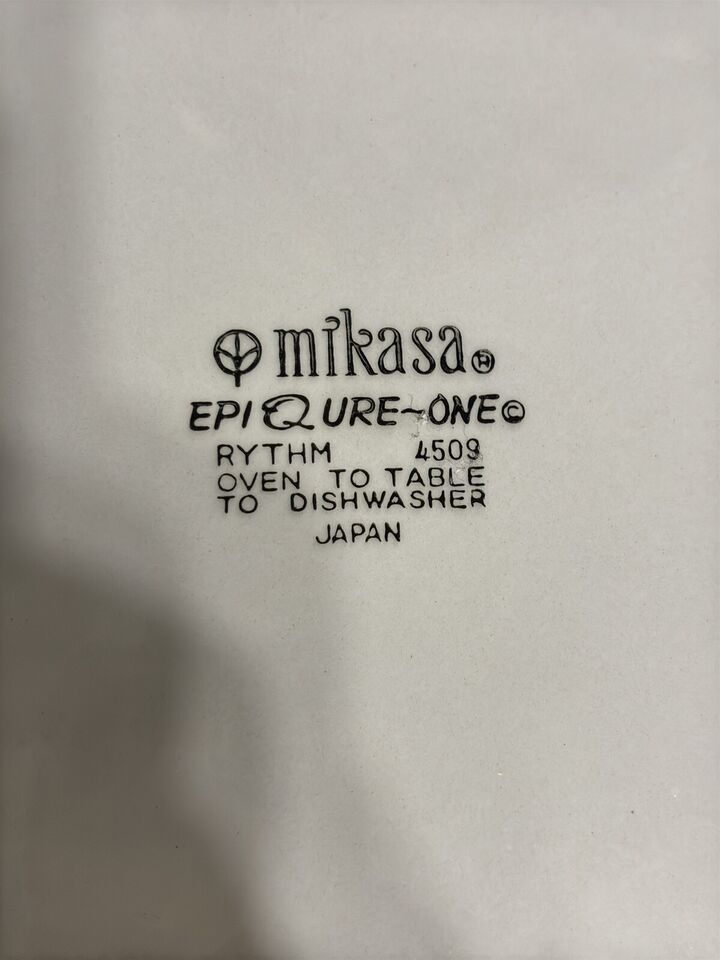 mikasa®
EPIQURE~ONE©
RYTHM 4509
OVEN TO TABLE
TO DISHWASHER
JAPAN